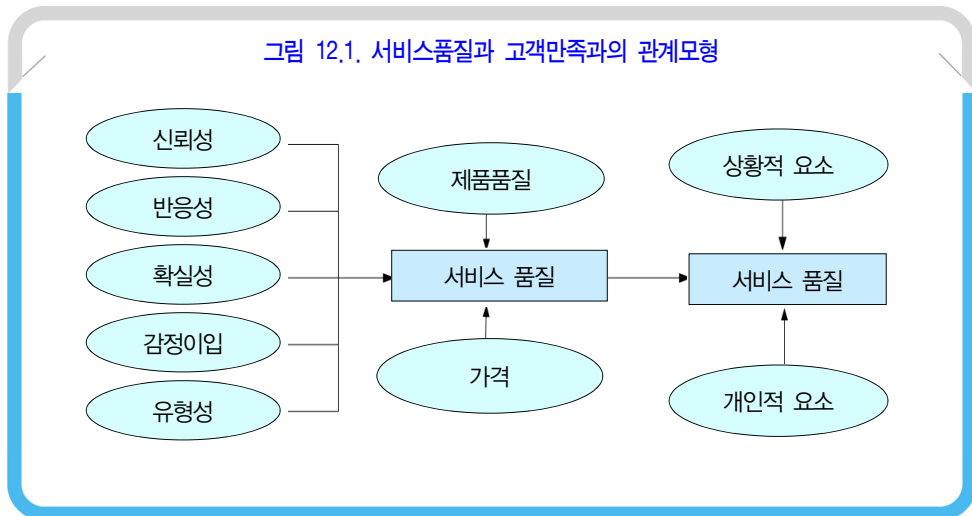 그림 12.1. 서비스품질과 고객만족과의 관계모형
신뢰성
반응성
확실성
감정이입
유형성
제품품질
서비스 품질
가격
상황적 요소
서비스 품질
개인적 요소